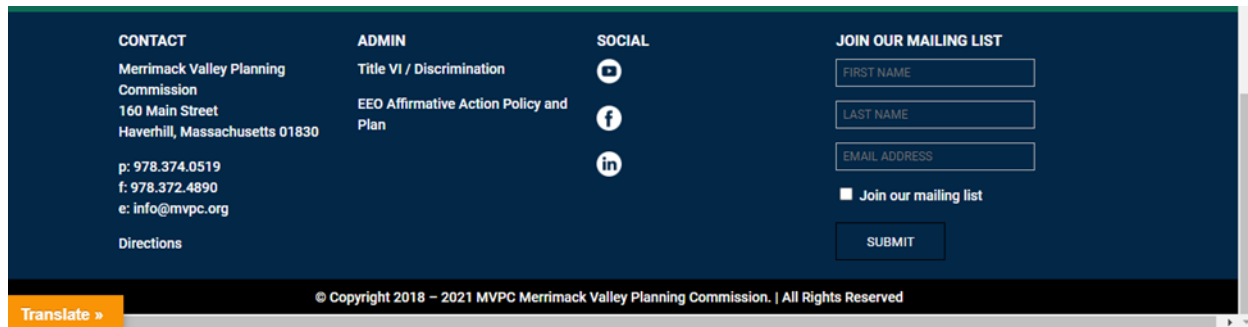 CONTACT
Merrimack Valley Planning
Commission
160 Main Street
Haverhill, Massachusetts 01830
p: 978.374.0519
f: 978.372.4890
e: info@mvpc.org
Directions
ADMIN
Title VI / Discrimination
EEO Affirmative Action Policy and
Plan
SOCIAL
f
in
JOIN OUR MAILING LIST
FIRST NAME
LAST NAME
EMAIL ADDRESS
Join our mailing list
SUBMIT
© Copyright 2018 – 2021 MVPC Merrimack Valley Planning Commission. | All Rights Reserved
Translate »